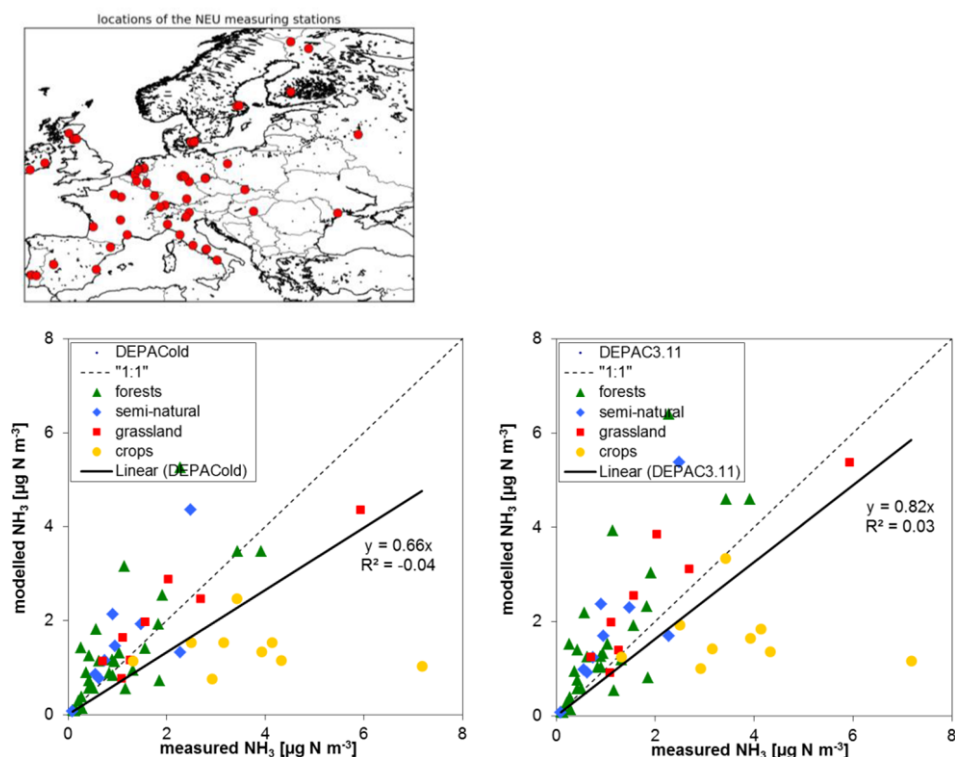 locations of the NEU measuring stations
8
6
4
2
0
0
2
4
6
8
modelled NH₃ [µg N m⁻³]
measured NH₃ [µg N m⁻³]
DEPACold
"1:1"
forests
semi-natural
grassland
crops
Linear (DEPACold)
y = 0.66x
R² = -0.04
8
6
4
2
0
0
2
4
6
8
modelled NH₃ [µg N m⁻³]
measured NH₃ [µg N m⁻³]
DEPAC3.11
"1:1"
forests
semi-natural
grassland
crops
Linear (DEPAC3.11)
y = 0.82x
R² = 0.03